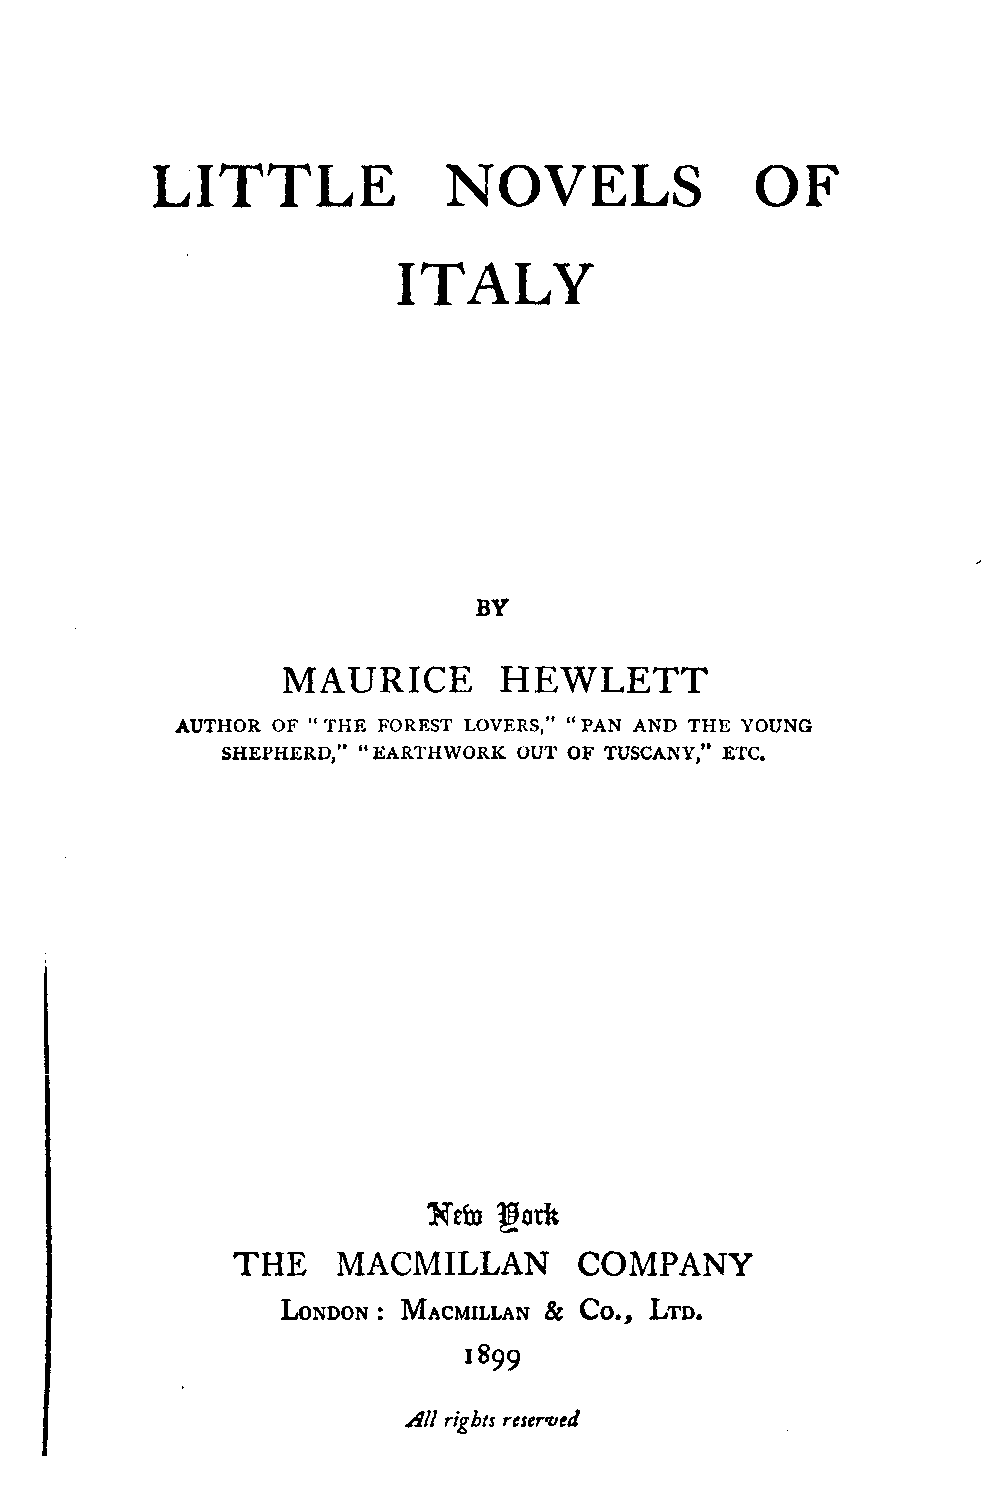 LITTLE NOVELS OF
ITALY
BY
MAURICE HEWLETT
AUTHOR OF "THE FOREST LOVERS," "PAN AND THE YOUNG
SHEPHERD," "EARTHWORK OUT OF TUSCANY," ETC.
New York
THE MACMILLAN COMPANY
LONDON: MACMILLAN & CO., LTD.
1899
All rights reserved